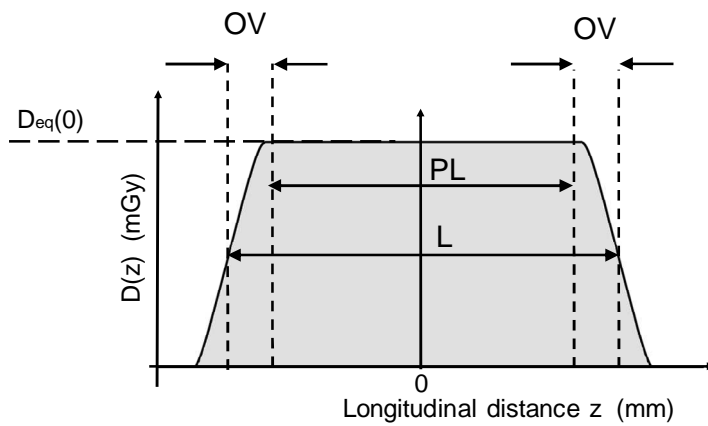 OV
OV
Deq(0)
PL
L
D(z) (mGy)
0
Longitudinal distance z (mm)